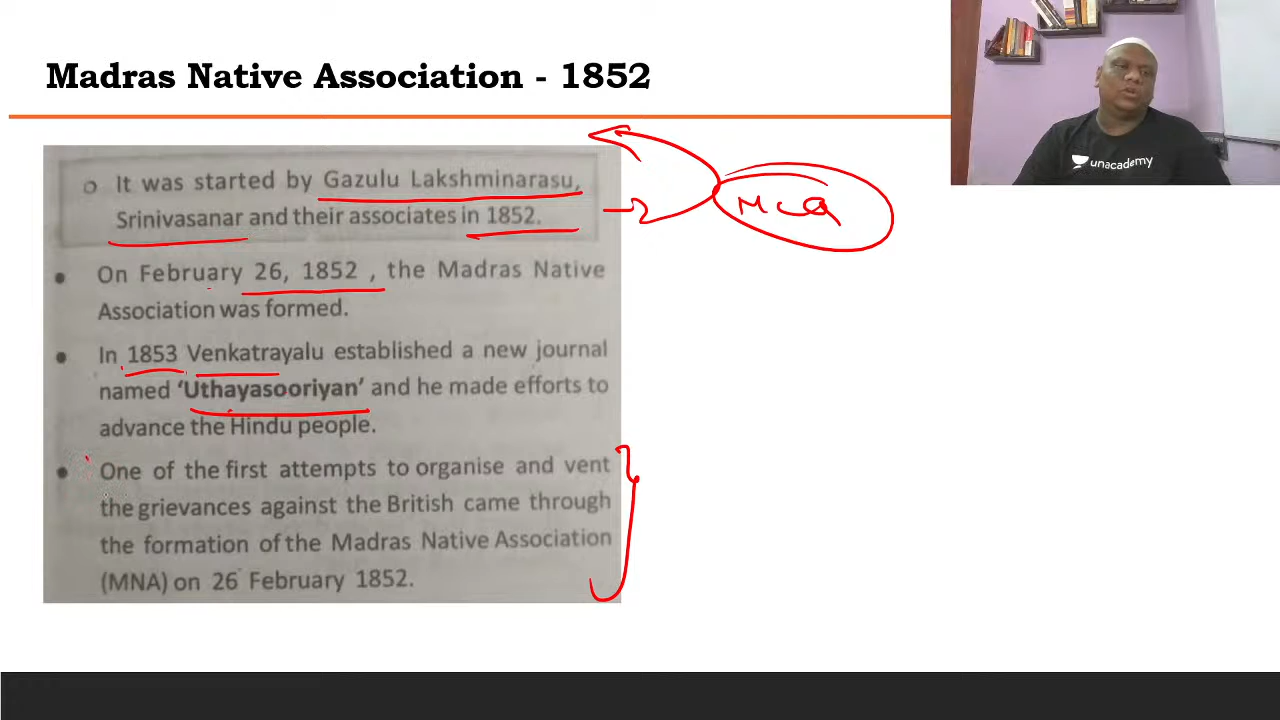 Madras Native Association - 1852
unacademy
It was started by Gazulu Lakshminarasu,
Srinivasanar and their associates in 1852.
MCQ
• On February 26, 1852 , the Madras Native
Association was formed.
• In 1853 Venkatrayalu established a new journal
named ‘Uthayasooriyan’ and he made efforts to
advance the Hindu people.
• One of the first attempts to organise and vent
the grievances against the British came through
the formation of the Madras Native Association
(MNA) on 26 February 1852.